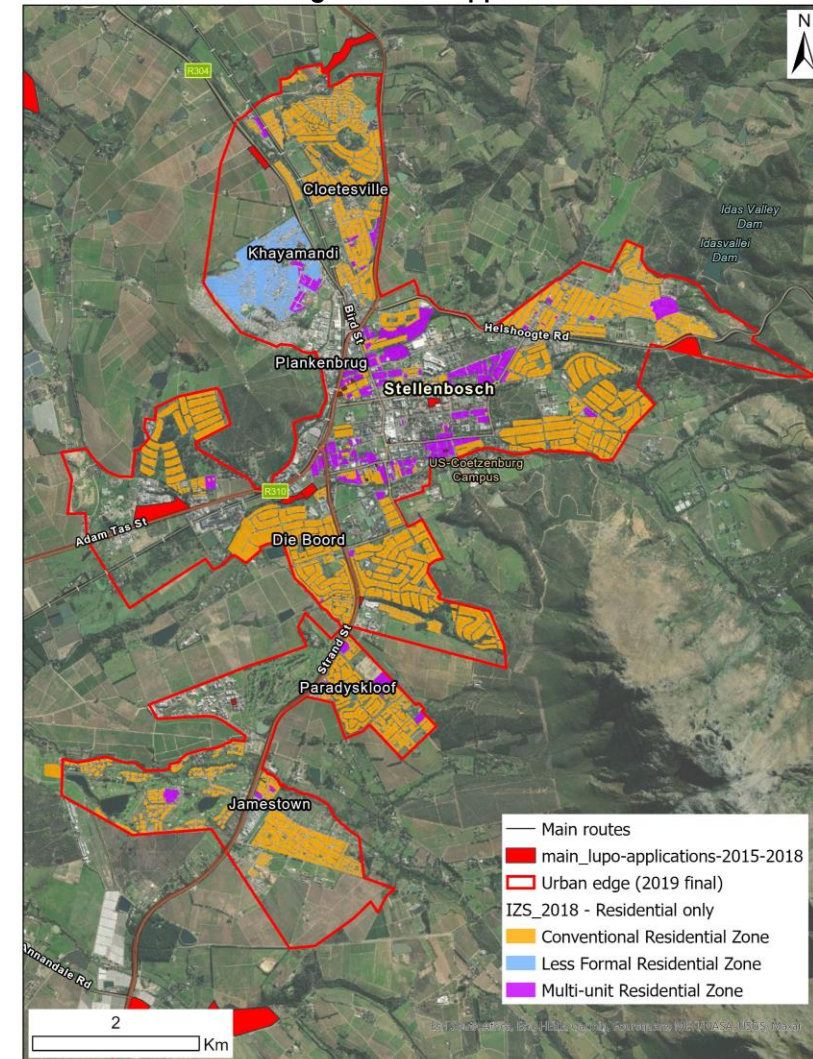 N
R304
Cloetesville
Idas Valley
Dam
Idasvallei
Dam
Khayamandi
Bird St
Helshoogte Rd
Plankenbrug
Stellenbosch
US-Coetzenburg
Campus
R310
Adam Tas St
Die Boord
Strand St
Paradyskloof
Jamestown
Annandale Rd
Main routes
main_lupo-applications-2015-2018
Urban edge (2019 final)
IZS_2018 - Residential only
Conventional Residential Zone
Less Formal Residential Zone
Multi-unit Residential Zone
2
Km